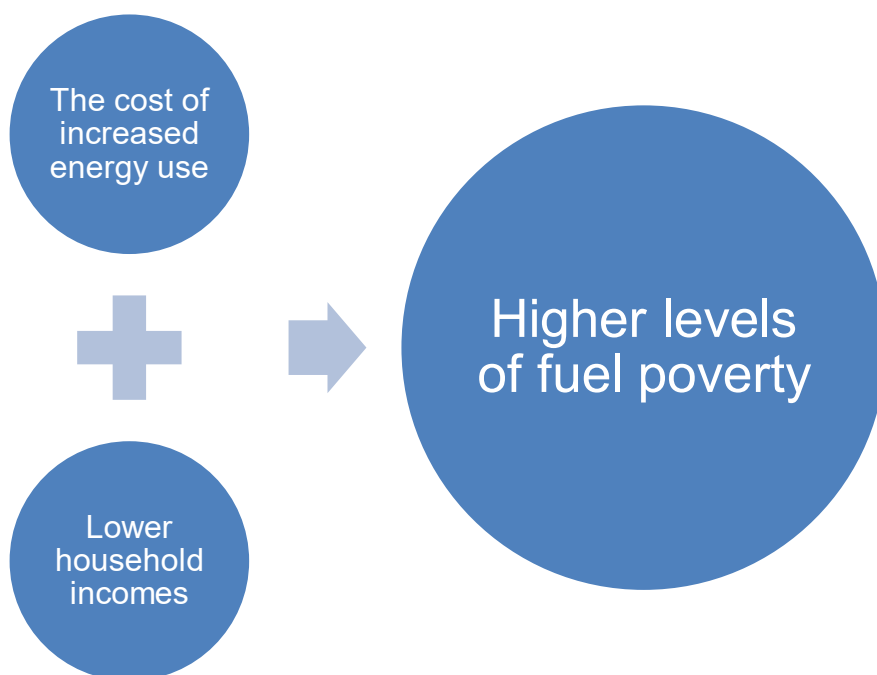 The cost of
increased
energy use
Lower
household
incomes
Higher levels
of fuel poverty